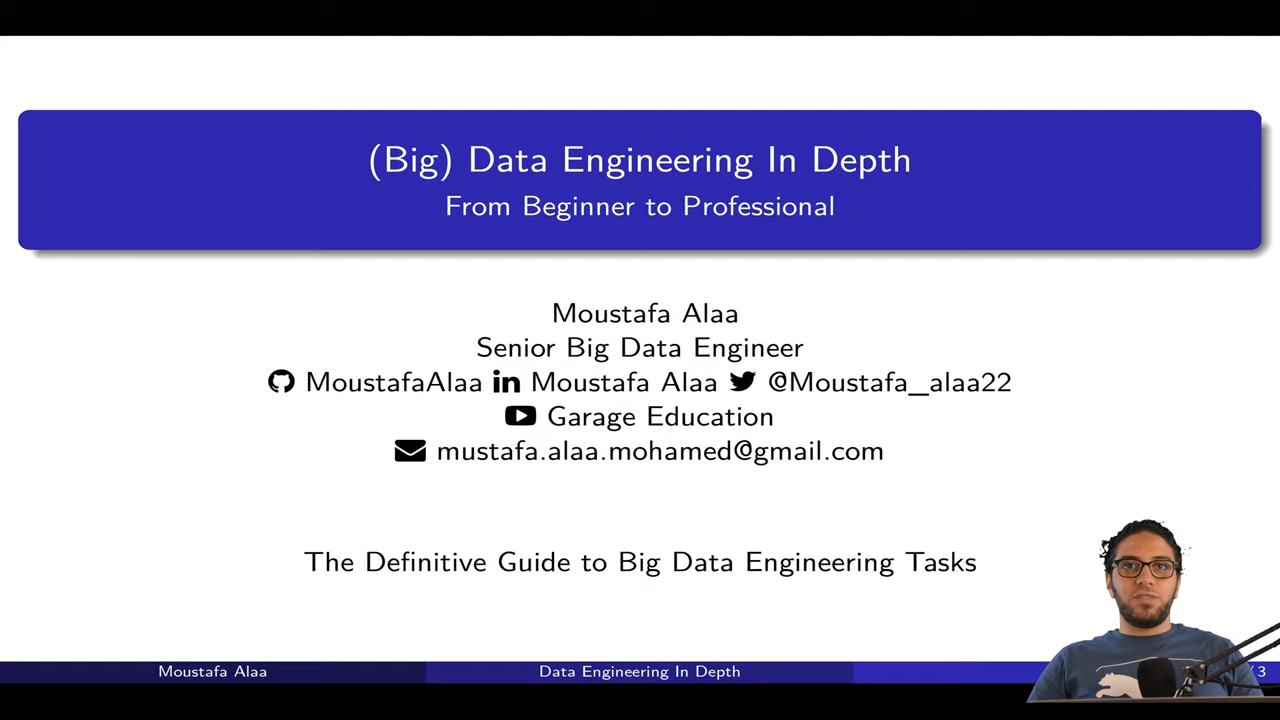 (Big) Data Engineering In Depth
From Beginner to Professional
Moustafa Alaa
Senior Big Data Engineer
MoustafaAlaa in Moustafa Alaa @Moustafa_alaa22
Garage Education
mustafa.alaa.mohamed@gmail.com
The Definitive Guide to Big Data Engineering Tasks
Moustafa Alaa Data Engineering In Depth /3